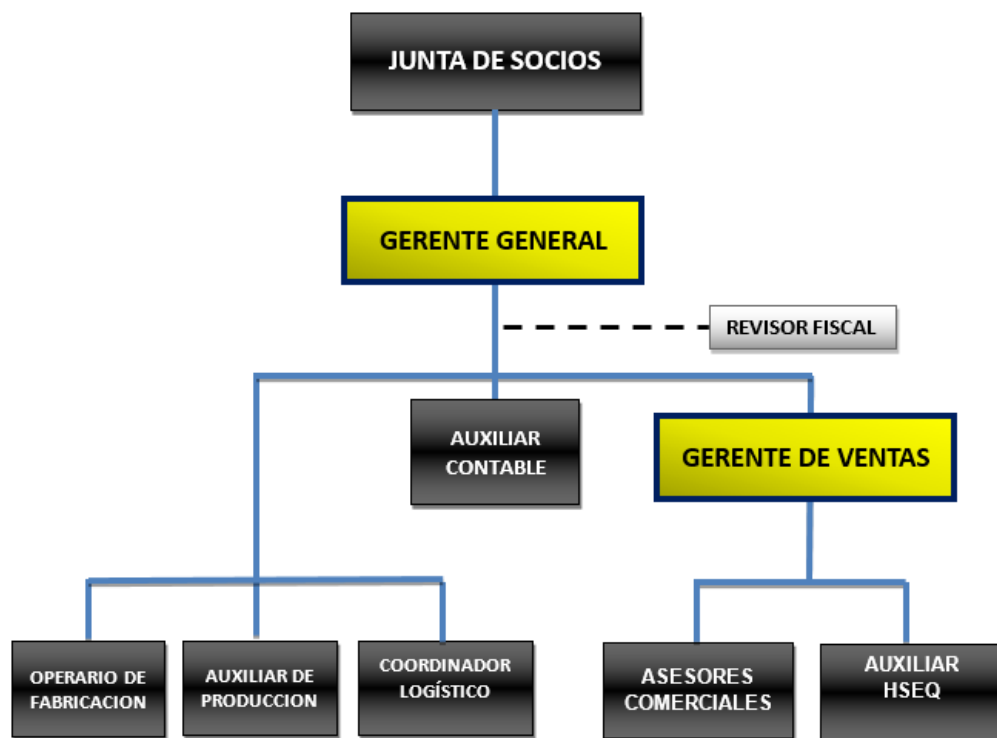 JUNTA DE SOCIOS
GERENTE GENERAL
REVISOR FISCAL
AUXILIAR
CONTABLE
GERENTE DE VENTAS
OPERARIO DE
FABRICACION
AUXILIAR DE
PRODUCCION
COORDINADOR
LOGÍSTICO
ASESORES
COMERCIALES
AUXILIAR
HSEQ